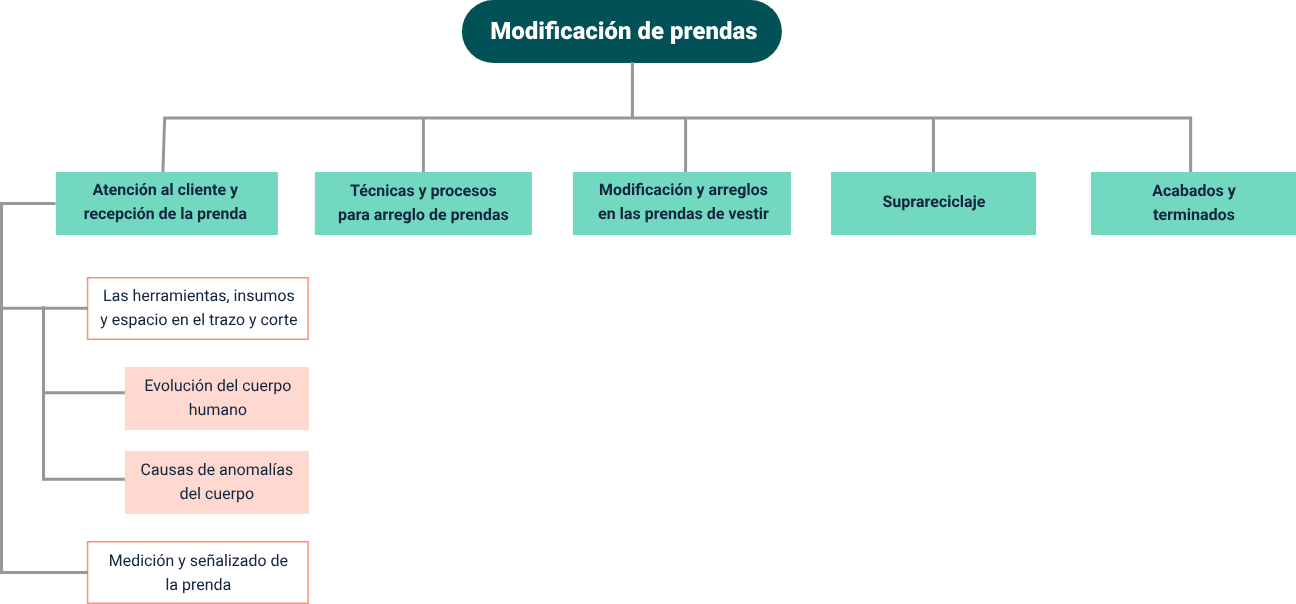 Modificación de prendas
Atención al cliente y
recepción de la prenda
Técnicas y procesos
para arreglo de prendas
Modificación y arreglos
en las prendas de vestir
Suprareciclaje
Acabados y
terminados
Las herramientas, insumos
y espacio en el trazo y corte
Evolución del cuerpo
humano
Causas de anomalías
del cuerpo
Medición y señalizado de
la prenda